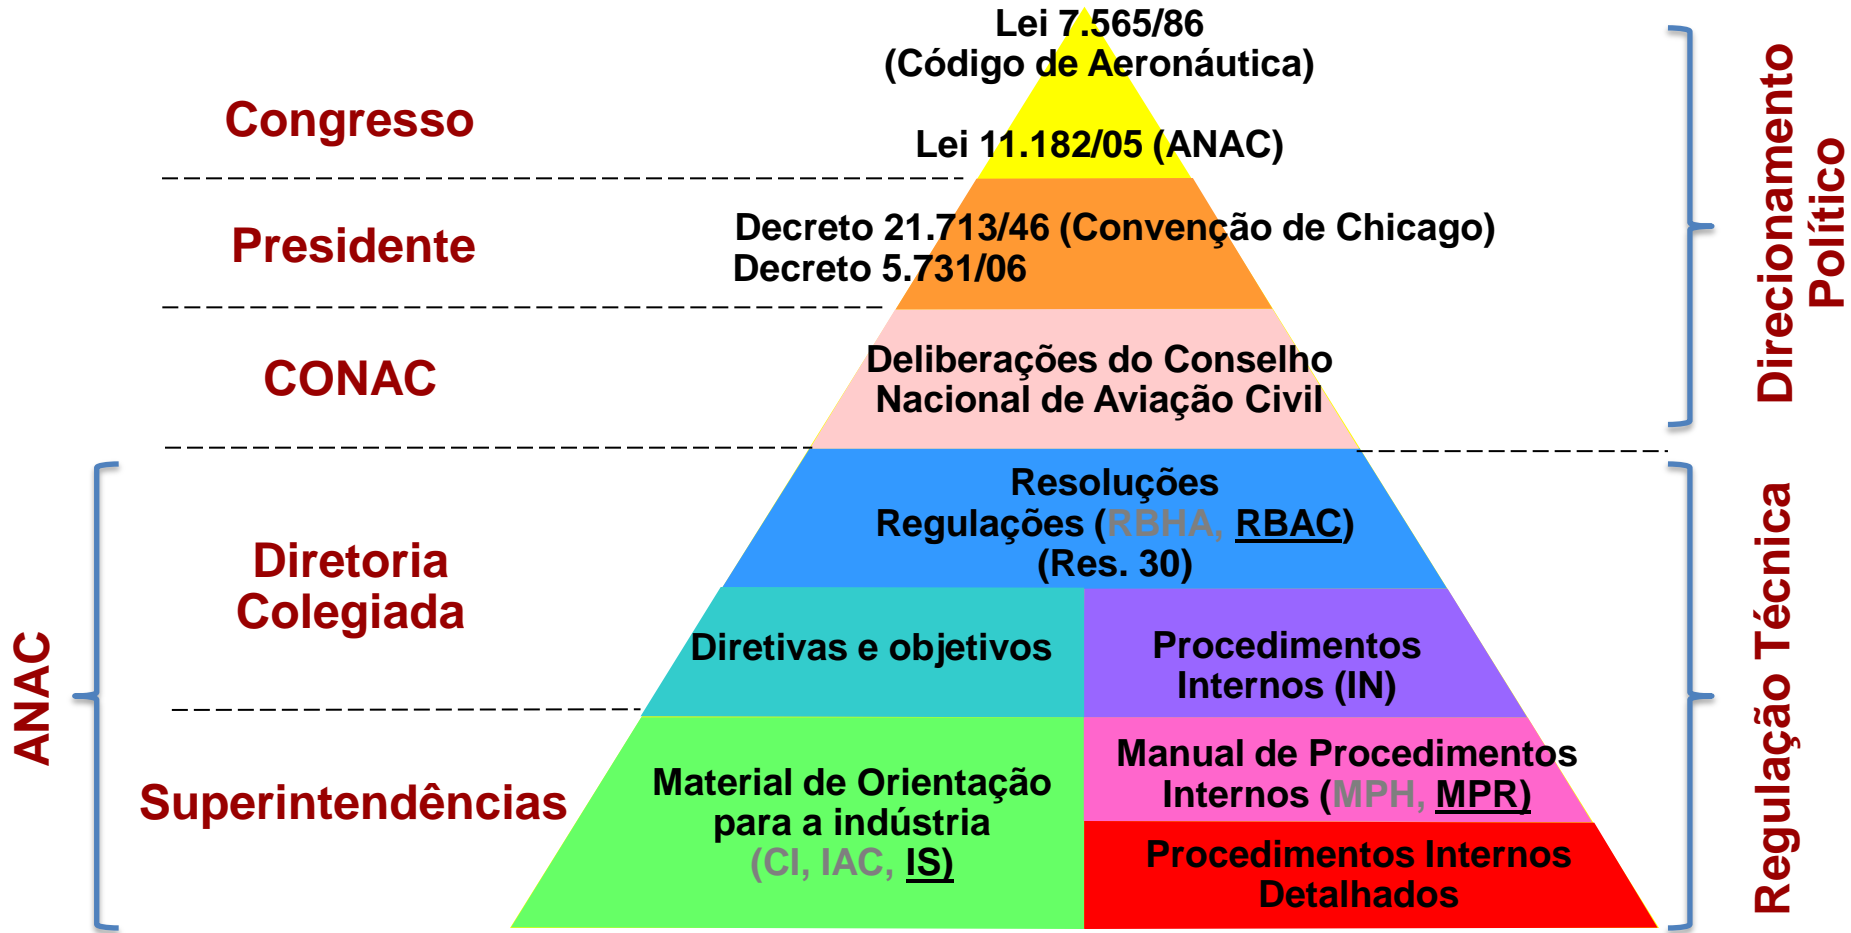 Lei 7.565/86
(Código de Aeronáutica)
Congresso
Lei 11.182/05 (ANAC)
Presidente
Decreto 21.713/46 (Convenção de Chicago)
Decreto 5.731/06
CONAC
Deliberações do Conselho
Nacional de Aviação Civil
Direcionamento
Político
ANAC
Diretoria
Colegiada
Resoluções
Regulações (RBHA, RBAC)
(Res. 30)
Diretivas e objetivos
Procedimentos
Internos (IN)
Superintendências
Material de Orientação
para a indústria
(CI, IAC, IS)
Manual de Procedimentos
Internos (MPH, MPR)
Procedimentos Internos
Detalhados
Regulação Técnica